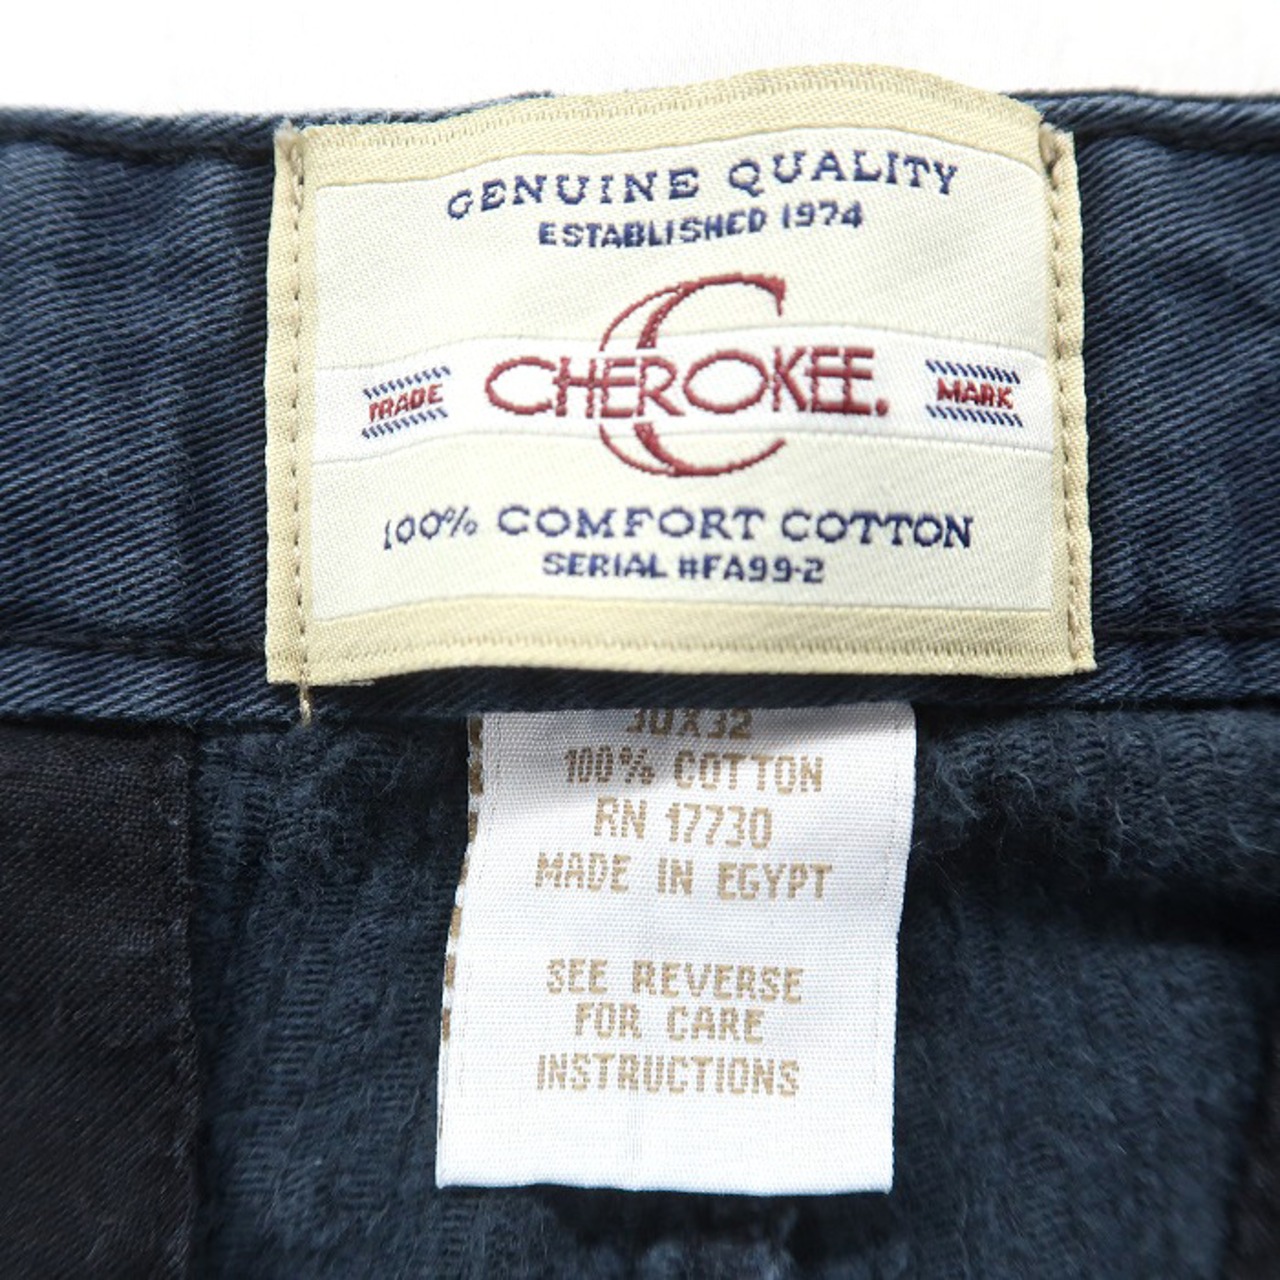 GENUINE QUALITY
ESTABLISHED 1974
C
TRADE CHEROKEE. MARK
100% COMFORT COTTON
SERIAL #FA99-2
30X32
100% COTTON
RN 17730
MADE IN EGYPT
SEE REVERSE
FOR CARE
INSTRUCTIONS